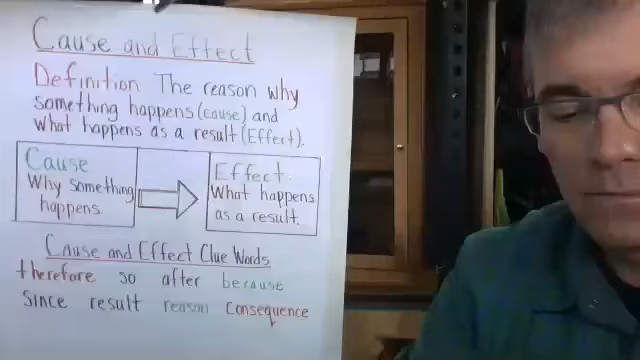 Cause and Effect
Definition The reason why
something happens (cause) and
what happens as a result (Effect).
Cause
Why something
happens
Effect.
What happens
as a result.
Cause and Effect Clue Words
therefore so after because
Since result reason Consequence